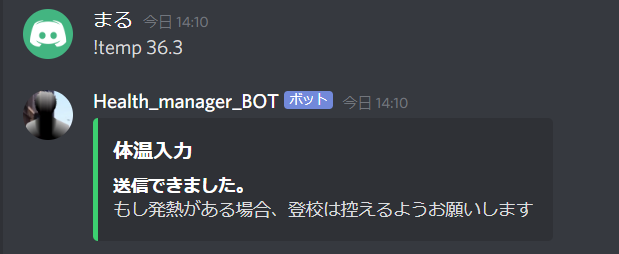 まる 今日 14:10
!temp 36.3
Health_manager_BOT ボット 今日 14:10
体温入力
送信できました。
もし発熱がある場合、登校は控えるようお願いします